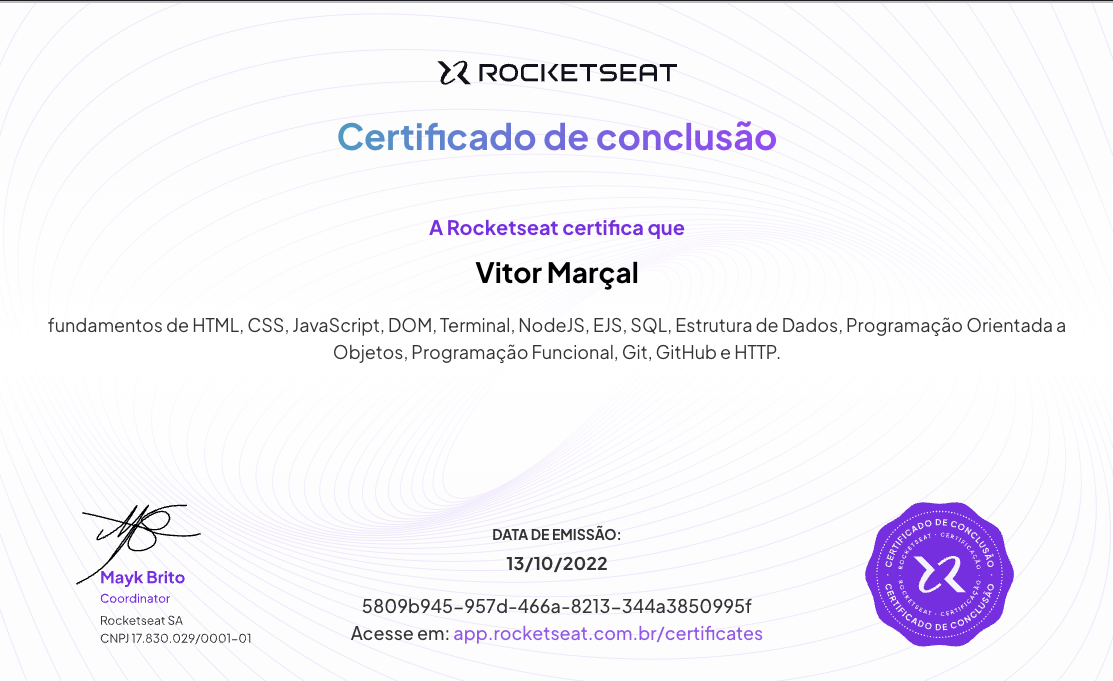 ROCKETSEAT
Certificado de conclusão
A Rocketseat certifica que
Vitor Marçal
fundamentos de HTML, CSS, JavaScript, DOM, Terminal, NodeJS, EJS, SQL, Estrutura de Dados, Programação Orientada a
Objetos, Programação Funcional, Git, GitHub e HTTP.
Mayk Brito
Coordinator
Rocketseat SA
CNPJ 17.830.029/0001-01
DATA DE EMISSÃO:
13/10/2022
5809b945-957d-466a-8213-344a3850995f
Acesse em: app.rocketseat.com.br/certificates
CERTIFICADO DE CONCLUSÃO
ROCKETSEAT · CERTIFICAÇÃO
ROCKETSEAT · CERTIFICAÇÃO
CERTIFICADO DE CONCLUSÃO